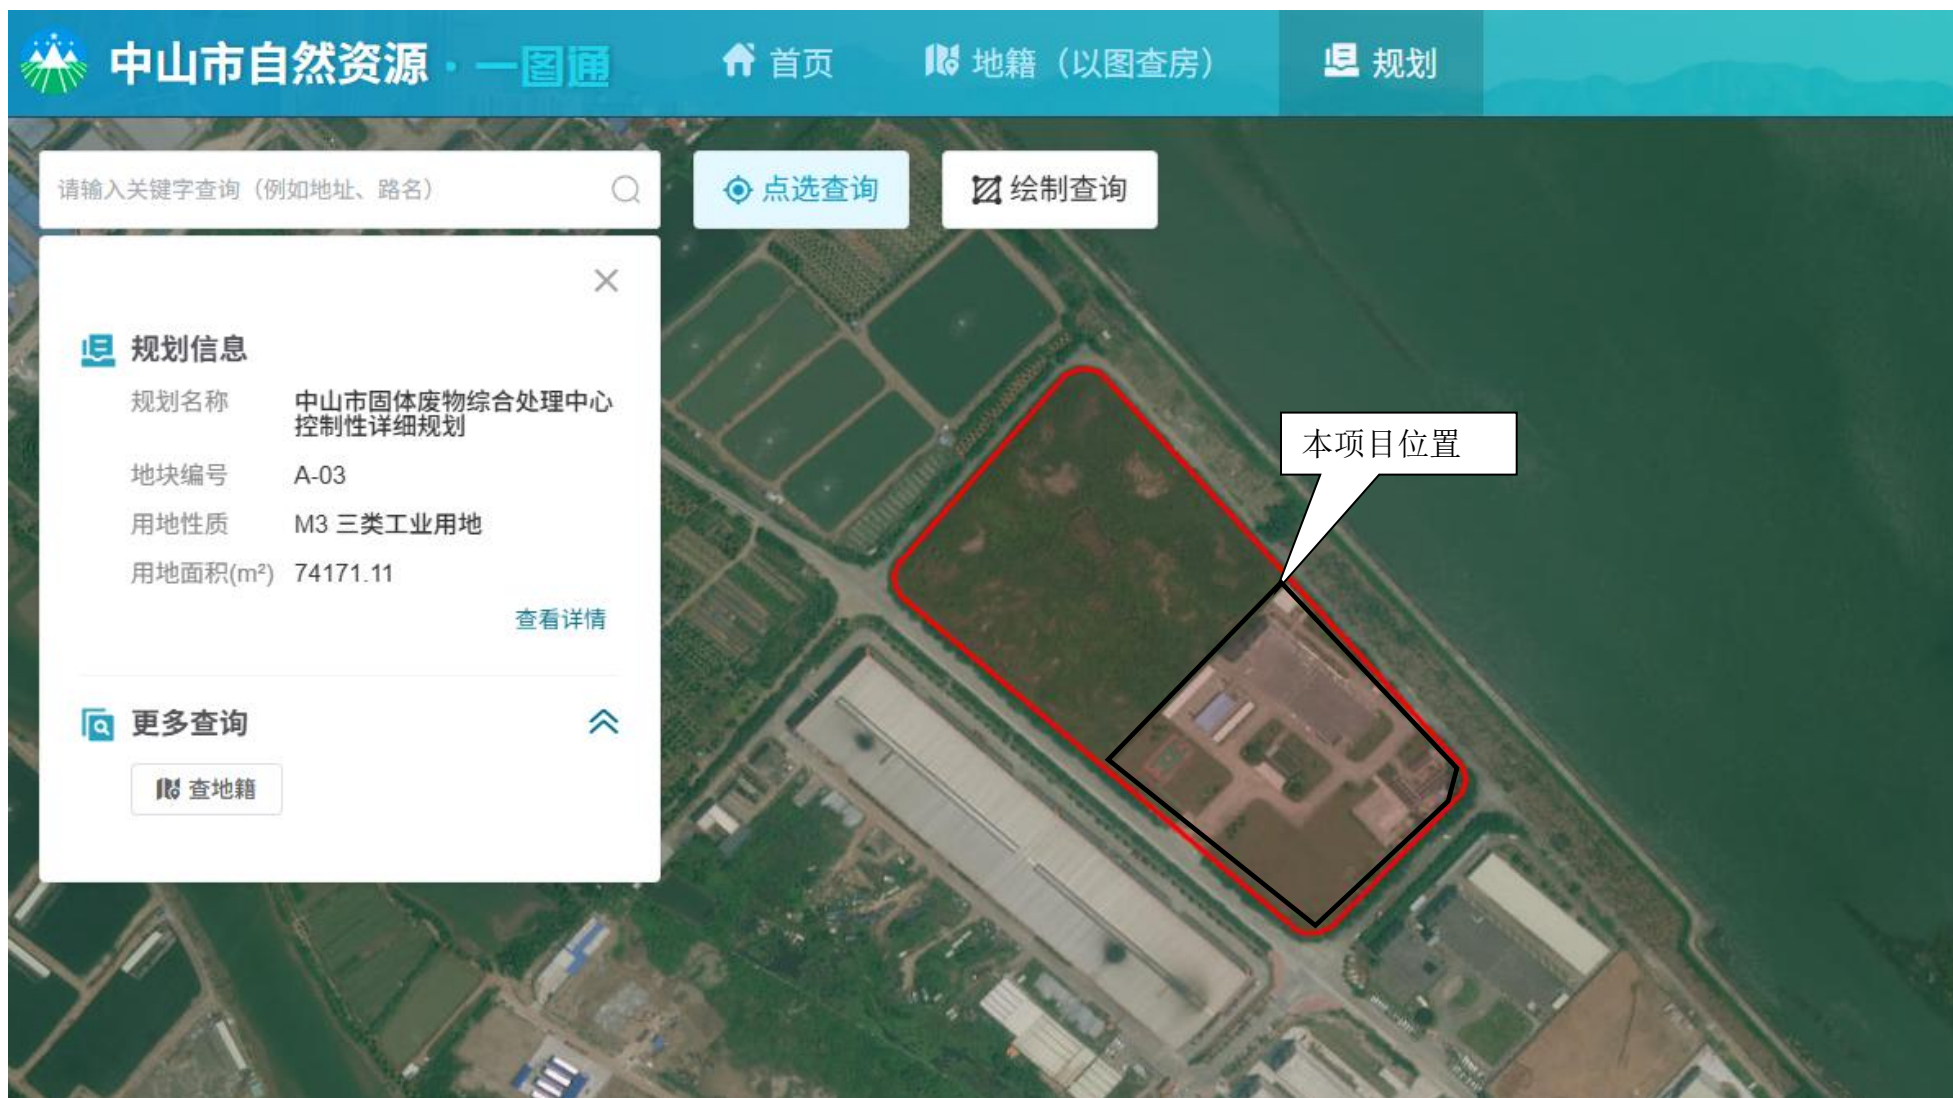 中山市自然资源·一图通
首页
地籍（以图查房）
规划
请输入关键字查询（例如地址、路名）
点选查询
绘制查询
规划信息
规划名称 中山市固体废物综合处理中心
控制性详细规划
地块编号 A-03
用地性质 M3 三类工业用地
用地面积(m²) 74171.11
查看详情
更多查询
查地籍
本项目位置